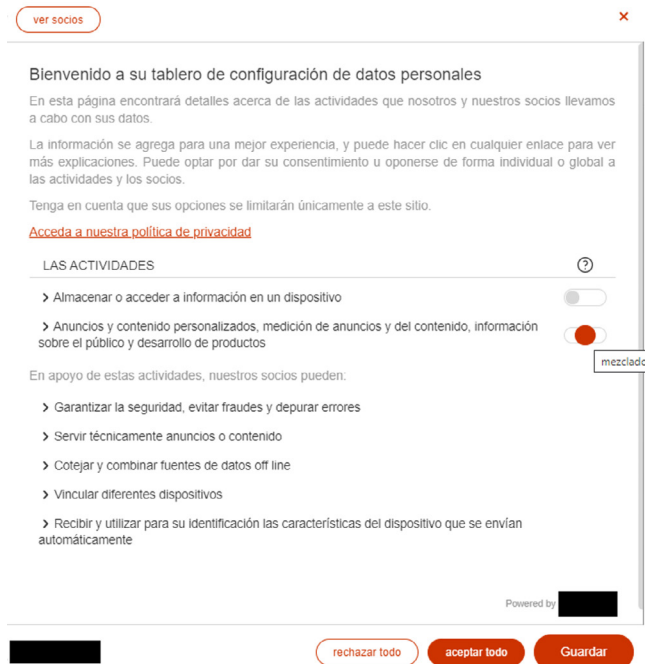 ver socios
×
Bienvenido a su tablero de configuración de datos personales
En esta página encontrará detalles acerca de las actividades que nosotros y nuestros socios llevamos
a cabo con sus datos.
La información se agrega para una mejor experiencia, y puede hacer clic en cualquier enlace para ver
más explicaciones. Puede optar por dar su consentimiento u oponerse de forma individual o global a
las actividades y los socios.
Tenga en cuenta que sus opciones se limitarán únicamente a este sitio.
Acceda a nuestra política de privacidad
LAS ACTIVIDADES ?
> Almacenar o acceder a información en un dispositivo
> Anuncios y contenido personalizados, medición de anuncios y del contenido, información
sobre el público y desarrollo de productos
mezclado
En apoyo de estas actividades, nuestros socios pueden:
> Garantizar la seguridad, evitar fraudes y depurar errores
> Servir técnicamente anuncios o contenido
> Cotejar y combinar fuentes de datos off line
> Vincular diferentes dispositivos
> Recibir y utilizar para su identificación las características del dispositivo que se envían
automáticamente
Powered by
rechazar todo aceptar todo Guardar